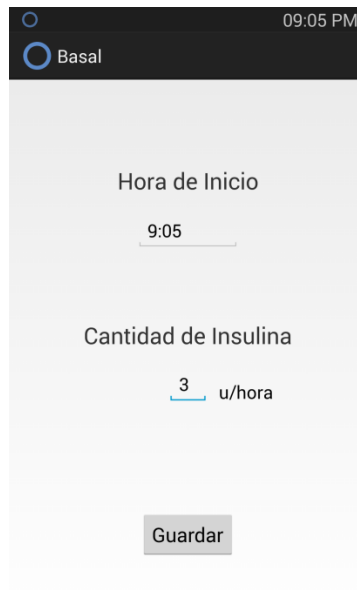 09:05 PM
Basal
Hora de Inicio
9:05
Cantidad de Insulina
3 u/hora
Guardar